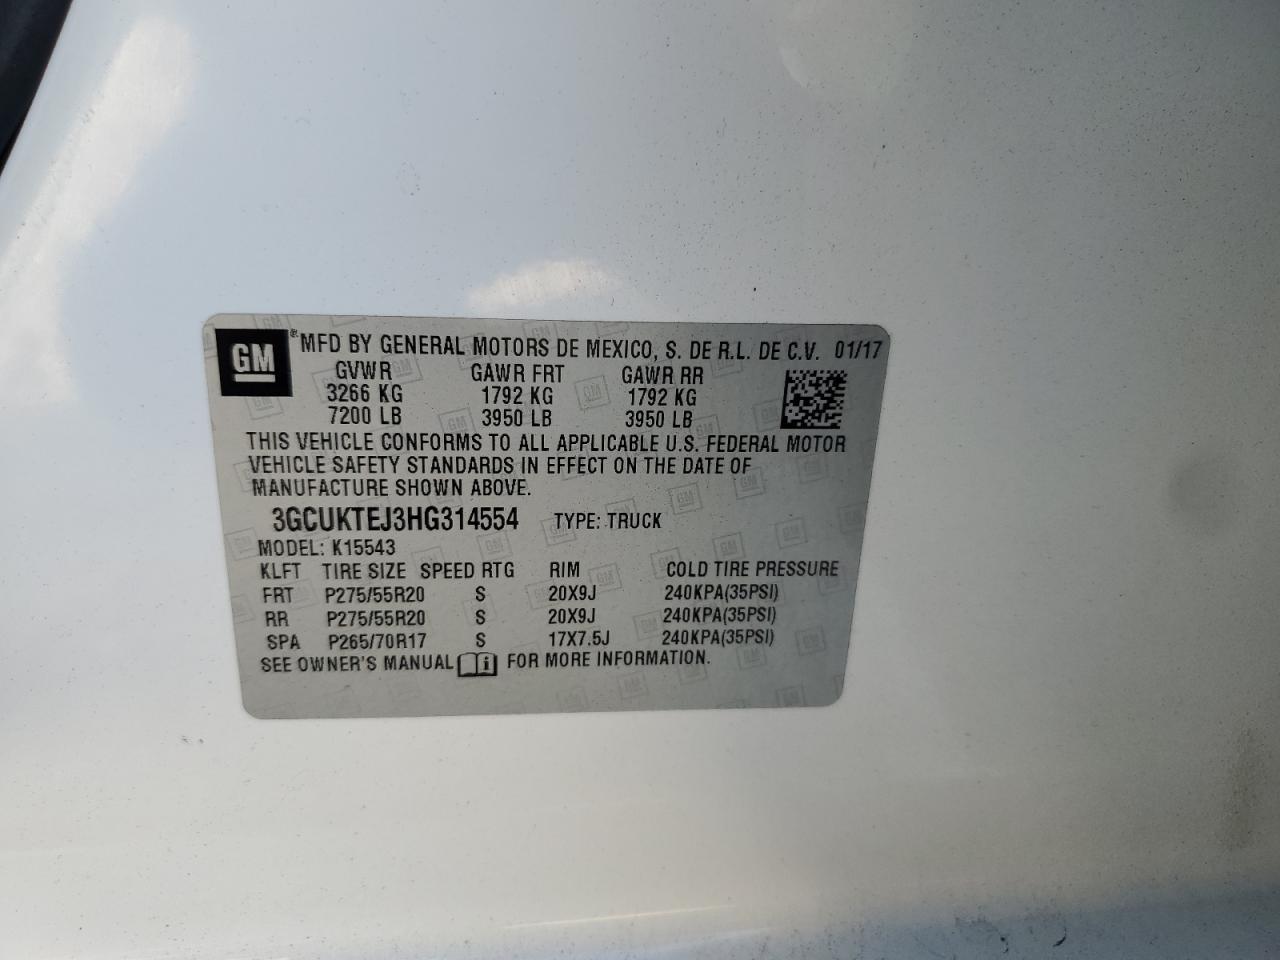 GM ® MFD BY GENERAL MOTORS DE MEXICO, S. DE R.L. DE C.V. 01/17
GVWR GAWR FRT GAWR RR
3266 KG 1792 KG 1792 KG
7200 LB 3950 LB 3950 LB
THIS VEHICLE CONFORMS TO ALL APPLICABLE U.S. FEDERAL MOTOR
VEHICLE SAFETY STANDARDS IN EFFECT ON THE DATE OF
MANUFACTURE SHOWN ABOVE.
3GCUKTEJ3HG314554 TYPE: TRUCK
MODEL: K15543
KLFT TIRE SIZE SPEED RTG RIM COLD TIRE PRESSURE
FRT P275/55R20 S 20X9J 240KPA(35PSI)
RR P275/55R20 S 20X9J 240KPA(35PSI)
SPA P265/70R17 S 17X7.5J 240KPA(35PSI)
SEE OWNER'S MANUAL i FOR MORE INFORMATION.